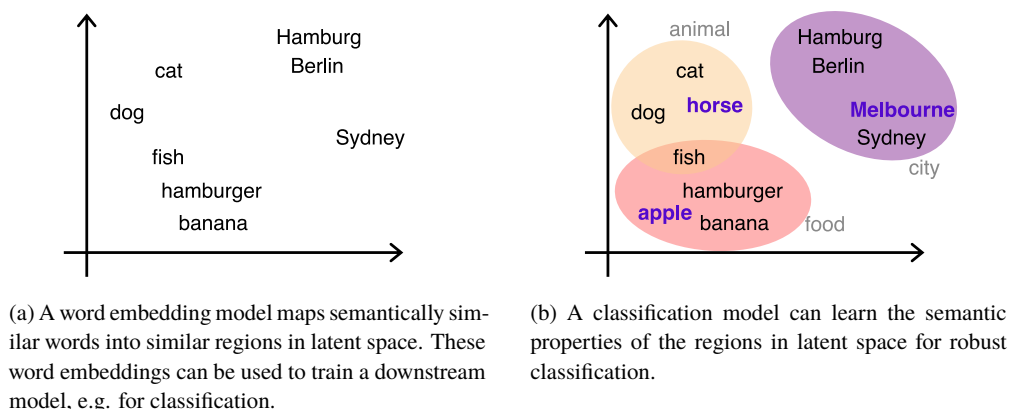 Hamburg
Berlin
cat
dog
Sydney
fish
hamburger
banana
(a) A word embedding model maps semantically sim-
ilar words into similar regions in latent space. These
word embeddings can be used to train a downstream
model, e.g. for classification.
animal
Hamburg
Berlin
cat
horse
dog
Melbourne
Sydney
fish
city
hamburger
apple
banana
food
(b) A classification model can learn the semantic
properties of the regions in latent space for robust
classification.